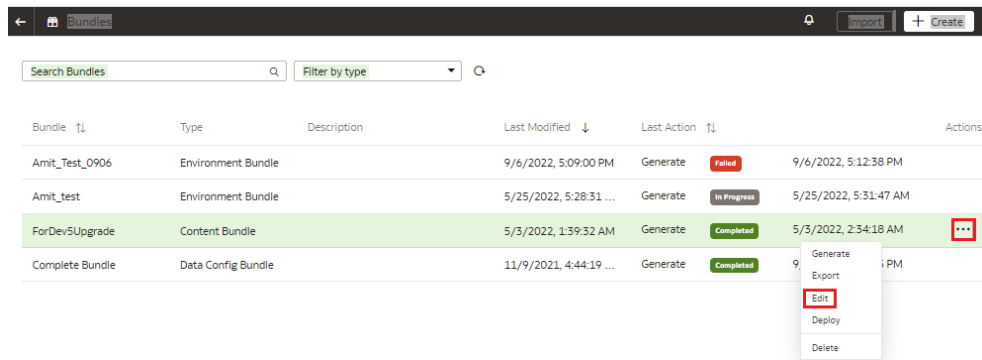 Bundles Import + Create
Search Bundles Filter by type
Bundle Type Description Last Modified Last Action Actions
Amit_Test_0906 Environment Bundle 9/6/2022, 5:09:00 PM Generate Failed 9/6/2022, 5:12:38 PM
Amit_test Environment Bundle 5/25/2022, 5:28:31 ... Generate In Progress 5/25/2022, 5:31:47 AM
ForDev5Upgrade Content Bundle 5/3/2022, 1:39:32 AM Generate Completed 5/3/2022, 2:34:18 AM ...
Complete Bundle Data Config Bundle 11/9/2021, 4:44:19 ... Generate Completed PM
Generate
Export
Edit
Deploy
Delete